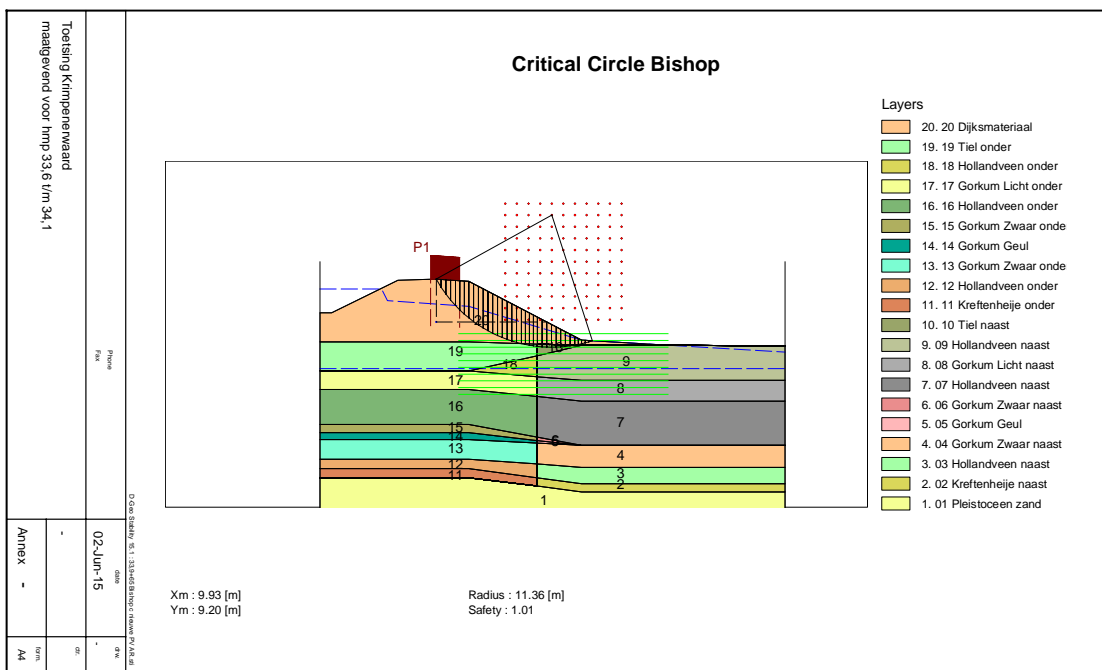 Critical Circle Bishop
Toetsing Krimpenerwaard
maatgevend voor hmp 33,6 t/m 34,1
Phone
Fax
date
drw.
02-Jun-15
-
-
ctr.
Annex -
form.
A4
P1
20
19
18
17
16
15
14
13
12
11
10
9
8
7
6
4
3
2
1
Layers
20. 20 Dijksmateriaal
19. 19 Tiel onder
18. 18 Hollandveen onder
17. 17 Gorkum Licht onder
16. 16 Hollandveen onder
15. 15 Gorkum Zwaar onde
14. 14 Gorkum Geul
13. 13 Gorkum Zwaar onde
12. 12 Hollandveen onder
11. 11 Kreftenheije onder
10. 10 Tiel naast
9. 09 Hollandveen naast
8. 08 Gorkum Licht naast
7. 07 Hollandveen naast
6. 06 Gorkum Zwaar naast
5. 05 Gorkum Geul
4. 04 Gorkum Zwaar naast
3. 03 Hollandveen naast
2. 02 Kreftenheije naast
1. 01 Pleistoceen zand
Xm : 9.93 [m]
Ym : 9.20 [m]
Radius : 11.36 [m]
Safety : 1.01